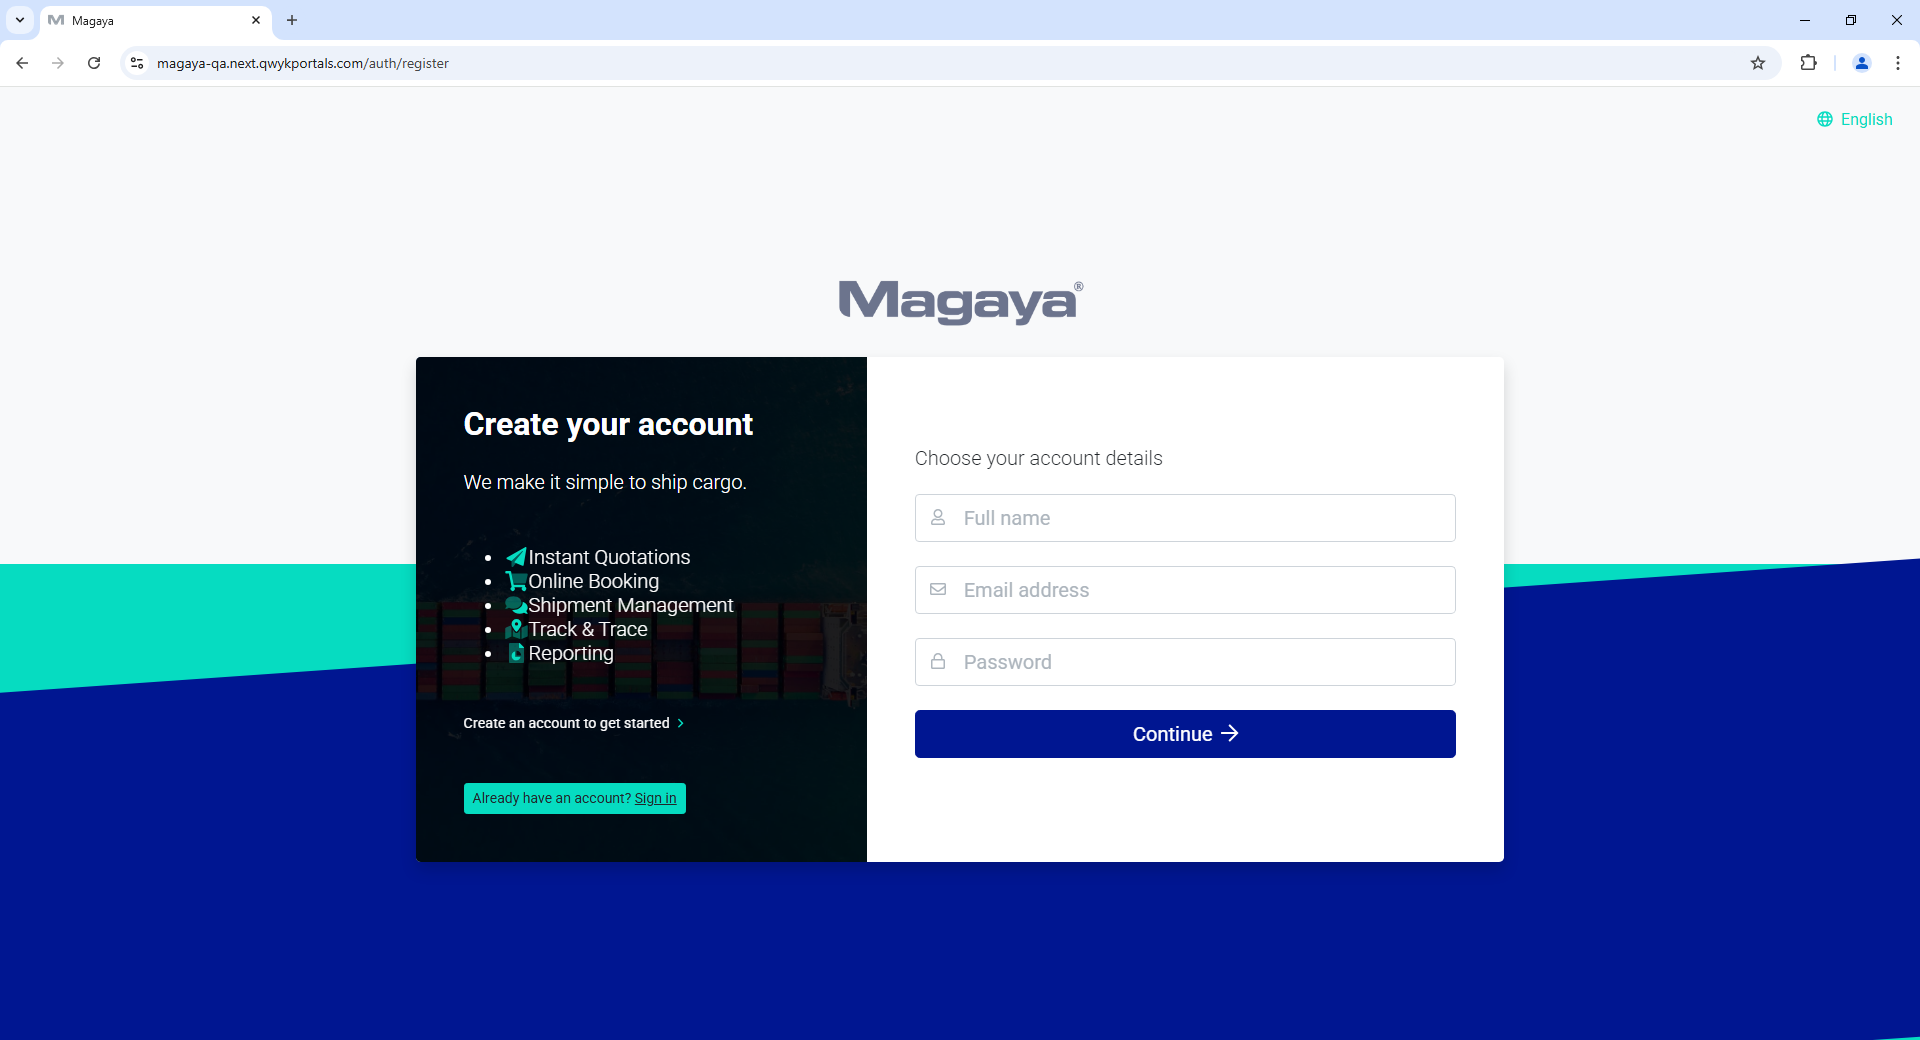 Magaya
magaya-qa.next.qwykportals.com/auth/register
English
Magaya®
Create your account
We make it simple to ship cargo.
Instant Quotations
Online Booking
Shipment Management
Track & Trace
Reporting
Create an account to get started
Already have an account? Sign in
Choose your account details
Full name
Email address
Password
Continue